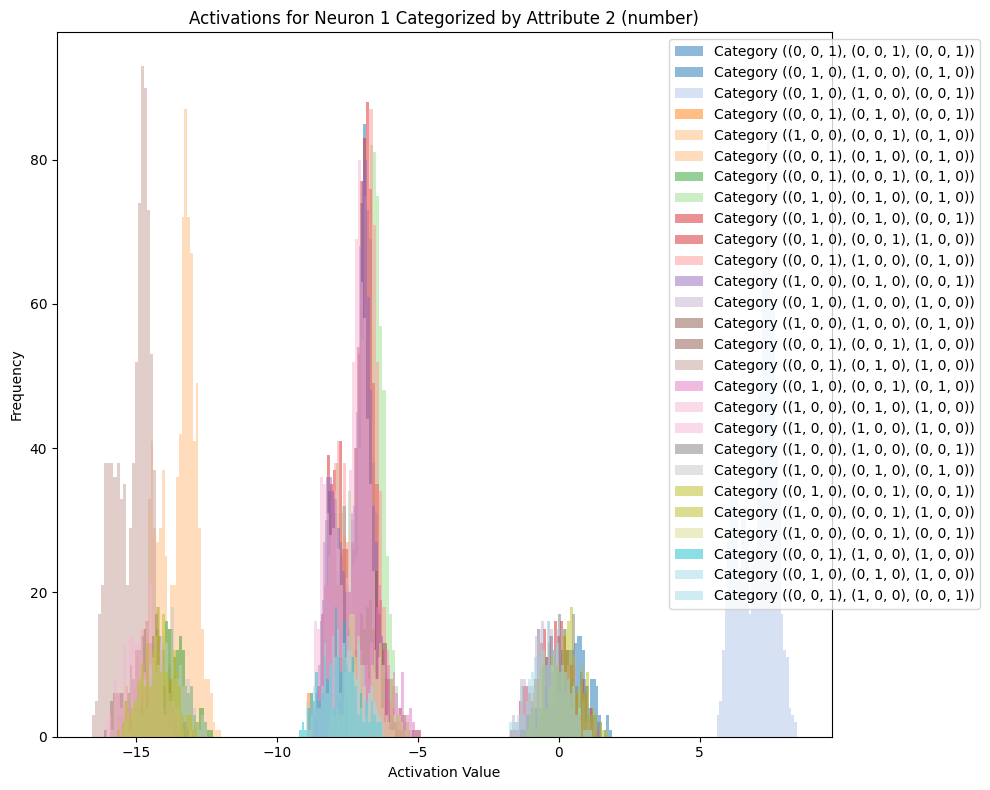 Activations for Neuron 1 Categorized by Attribute 2 (number)
Category ((0, 0, 1), (0, 0, 1), (0, 0, 1))
Category ((0, 1, 0), (1, 0, 0), (0, 1, 0))
Category ((0, 1, 0), (1, 0, 0), (0, 0, 1))
Category ((0, 0, 1), (0, 1, 0), (0, 0, 1))
Category ((1, 0, 0), (0, 0, 1), (0, 1, 0))
Category ((0, 0, 1), (0, 1, 0), (0, 1, 0))
Category ((0, 0, 1), (0, 0, 1), (0, 1, 0))
Category ((0, 1, 0), (0, 1, 0), (0, 1, 0))
Category ((0, 1, 0), (0, 1, 0), (0, 0, 1))
Category ((0, 1, 0), (0, 0, 1), (1, 0, 0))
Category ((0, 0, 1), (1, 0, 0), (0, 1, 0))
Category ((1, 0, 0), (0, 1, 0), (0, 0, 1))
Category ((0, 1, 0), (1, 0, 0), (1, 0, 0))
Category ((1, 0, 0), (1, 0, 0), (0, 1, 0))
Category ((0, 0, 1), (0, 0, 1), (1, 0, 0))
Category ((0, 0, 1), (0, 1, 0), (1, 0, 0))
Category ((0, 1, 0), (0, 0, 1), (0, 1, 0))
Category ((1, 0, 0), (0, 1, 0), (1, 0, 0))
Category ((1, 0, 0), (1, 0, 0), (1, 0, 0))
Category ((1, 0, 0), (1, 0, 0), (0, 0, 1))
Category ((1, 0, 0), (0, 1, 0), (0, 1, 0))
Category ((0, 1, 0), (0, 0, 1), (0, 0, 1))
Category ((1, 0, 0), (0, 0, 1), (1, 0, 0))
Category ((1, 0, 0), (0, 0, 1), (0, 0, 1))
Category ((0, 0, 1), (1, 0, 0), (1, 0, 0))
Category ((0, 1, 0), (0, 1, 0), (1, 0, 0))
Category ((0, 0, 1), (1, 0, 0), (0, 0, 1))
Frequency
80
60
40
20
0
−15
−10
−5
0
5
Activation Value